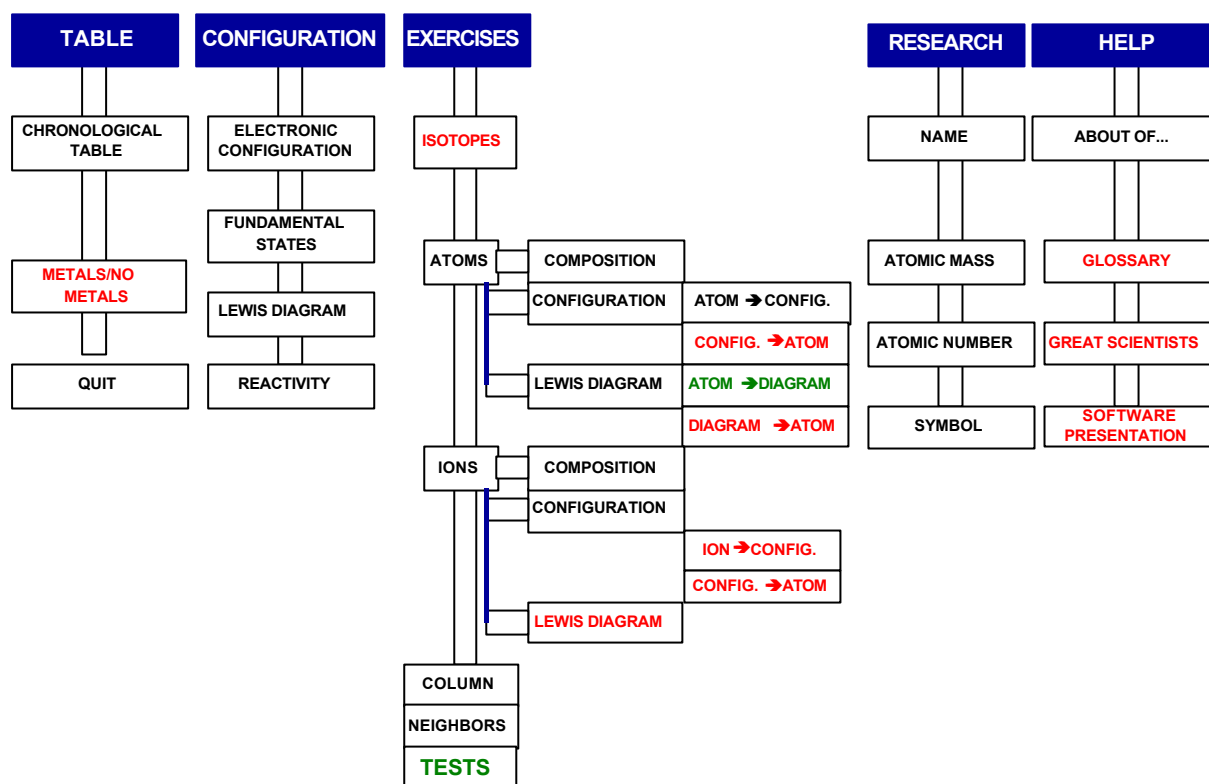 TABLE
CHRONOLOGICAL
TABLE
METALS/NO
METALS
QUIT
CONFIGURATION
ELECTRONIC
CONFIGURATION
FUNDAMENTAL
STATES
LEWIS DIAGRAM
REACTIVITY
EXERCISES
ISOTOPES
ATOMS
COMPOSITION
CONFIGURATION
ATOM ➔ CONFIG.
CONFIG. ➔ATOM
LEWIS DIAGRAM
ATOM ➔DIAGRAM
DIAGRAM ➔ATOM
IONS
COMPOSITION
CONFIGURATION
ION ➔CONFIG.
CONFIG. ➔ATOM
LEWIS DIAGRAM
COLUMN
NEIGHBORS
TESTS
RESEARCH
NAME
ATOMIC MASS
ATOMIC NUMBER
SYMBOL
HELP
ABOUT OF...
GLOSSARY
GREAT SCIENTISTS
SOFTWARE
PRESENTATION